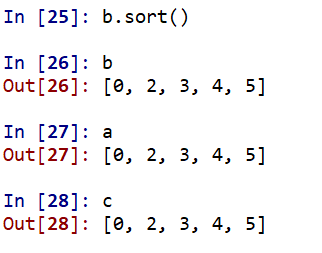 In [25]: b.sort()
In [26]: b
Out[26]: [0, 2, 3, 4, 5]
In [27]: a
Out[27]: [0, 2, 3, 4, 5]
In [28]: c
Out[28]: [0, 2, 3, 4, 5]